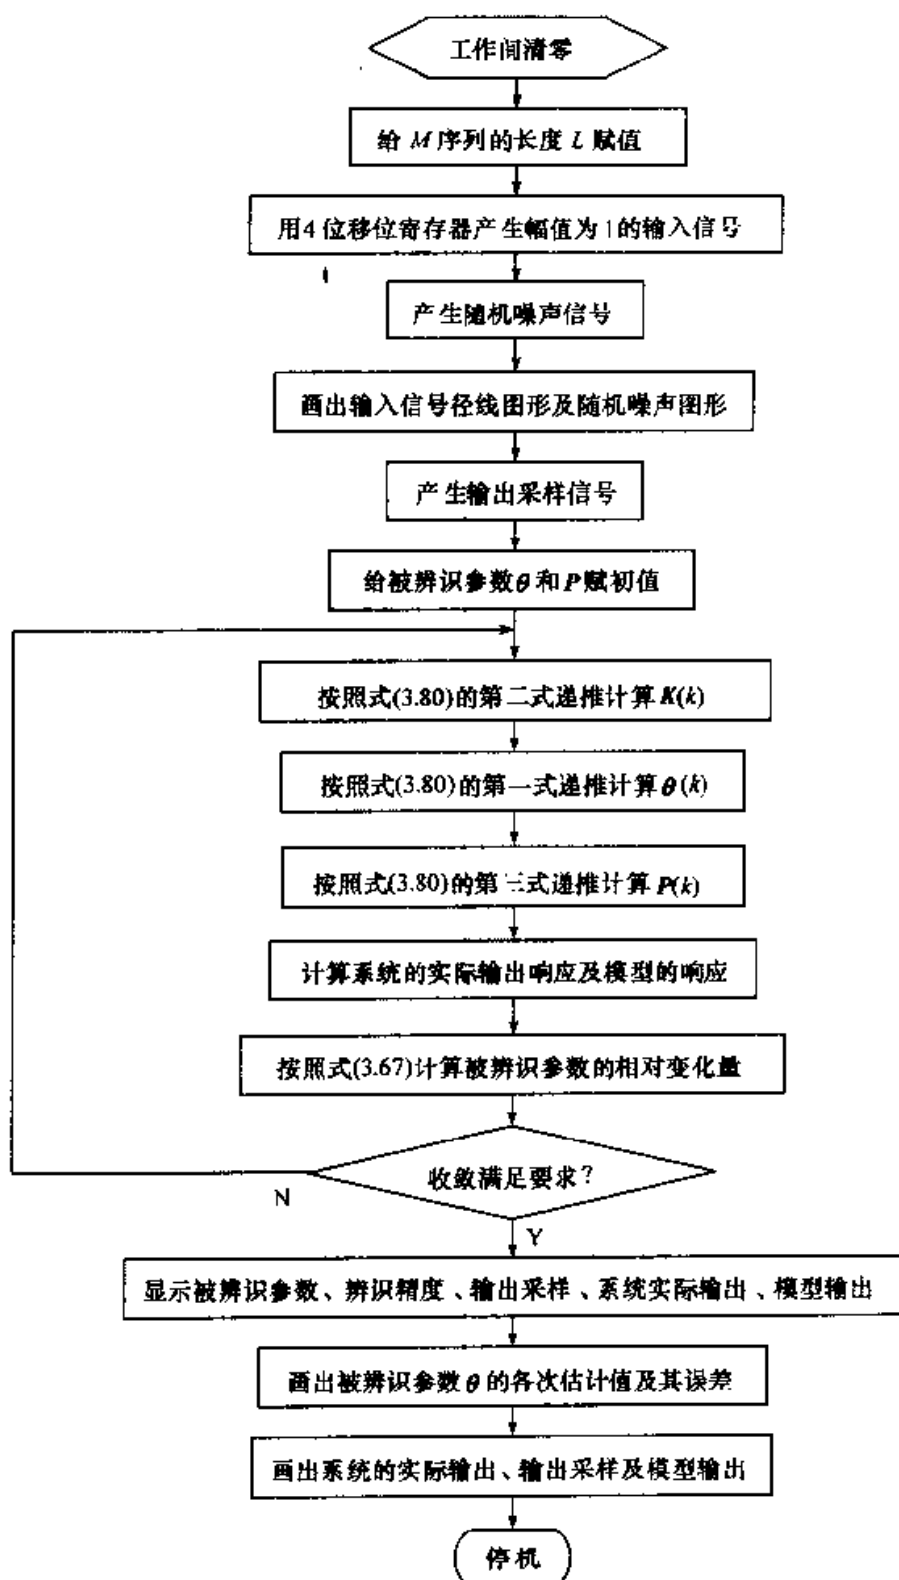 工作间清零
给 M 序列的长度 L 赋值
用4 位移位寄存器产生幅值为 1的输入信号
产生随机噪声信号
画出输入信号径线图形及随机噪声图形
产生输出采样信号
给被辨识参数θ和P赋初值
按照式(3.80)的第二式递推计算 K(k)
按照式(3.80)的第一式递推计算 θ(k)
按照式(3.80)的第三式递推计算 P(k)
计算系统的实际输出响应及模型的响应
按照式(3.67)计算被辨识参数的相对变化量
收敛满足要求?
N
Y
显示被辨识参数、辨识精度、输出采样、系统实际输出、模型输出
画出被辨识参数 θ 的各次估计值及其误差
画出系统的实际输出、输出采样及模型输出
停机